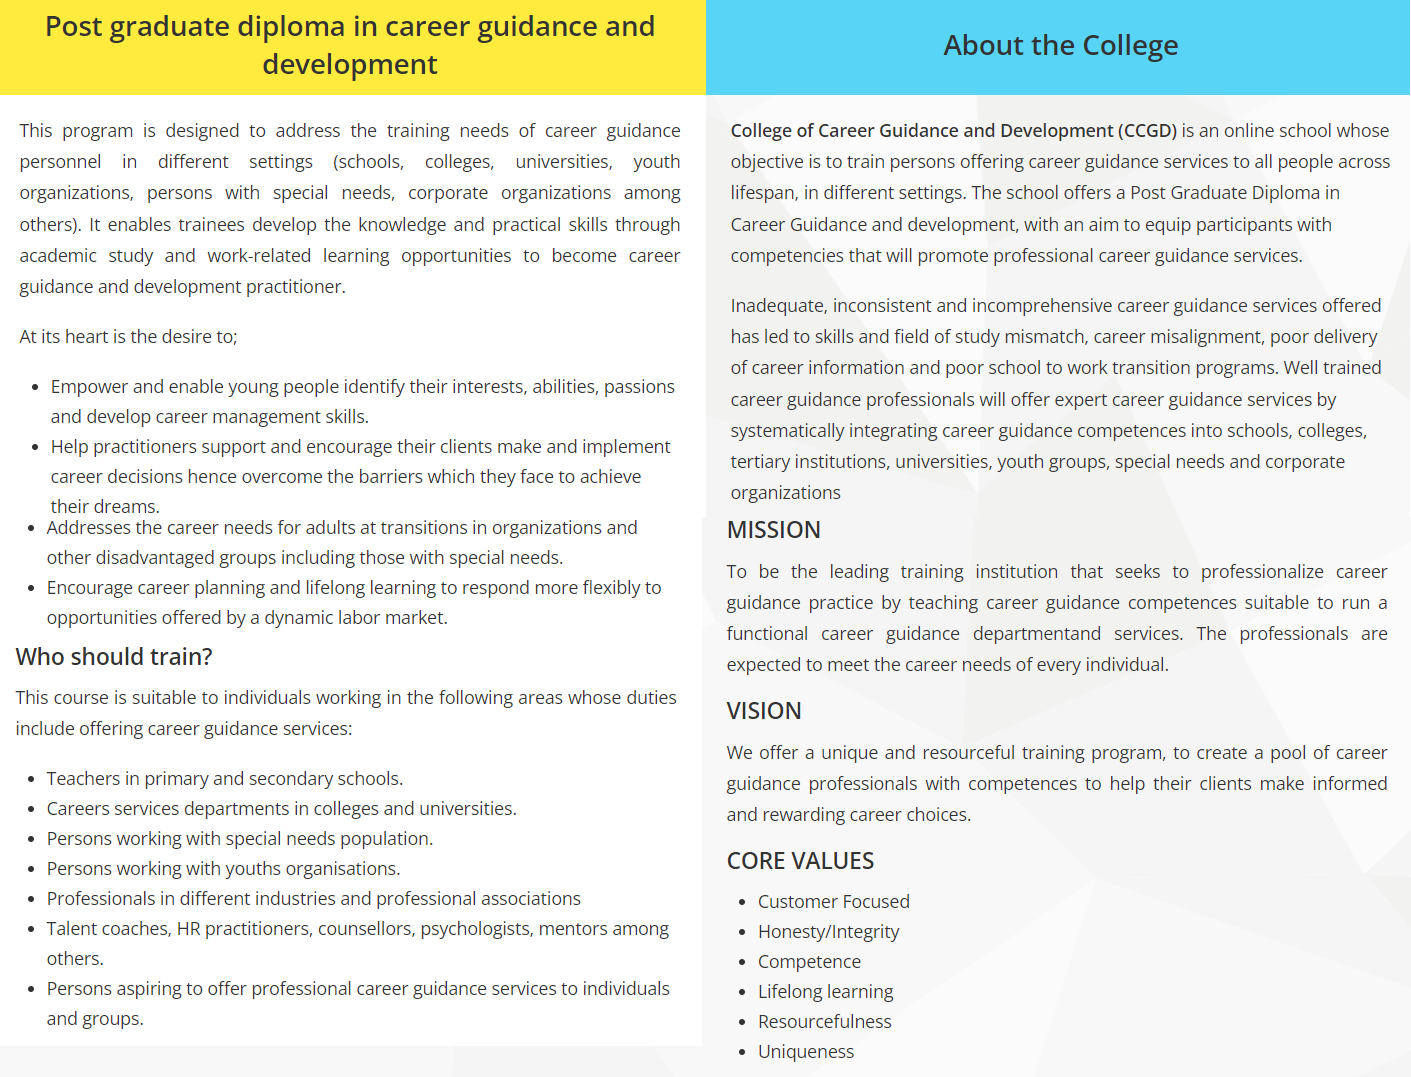 Post graduate diploma in career guidance and
development
This program is designed to address the training needs of career guidance
personnel in different settings (schools, colleges, universities, youth
organizations, persons with special needs, corporate organizations among
others). It enables trainees develop the knowledge and practical skills through
academic study and work-related learning opportunities to become career
guidance and development practitioner.
At its heart is the desire to;
• Empower and enable young people identify their interests, abilities, passions
and develop career management skills.
• Help practitioners support and encourage their clients make and implement
career decisions hence overcome the barriers which they face to achieve
their dreams.
• Addresses the career needs for adults at transitions in organizations and
other disadvantaged groups including those with special needs.
• Encourage career planning and lifelong learning to respond more flexibly to
opportunities offered by a dynamic labor market.
Who should train?
This course is suitable to individuals working in the following areas whose duties
include offering career guidance services:
• Teachers in primary and secondary schools.
• Careers services departments in colleges and universities.
• Persons working with special needs population.
• Persons working with youths organisations.
• Professionals in different industries and professional associations
• Talent coaches, HR practitioners, counsellors, psychologists, mentors among
others.
• Persons aspiring to offer professional career guidance services to individuals
and groups.
About the College
College of Career Guidance and Development (CCGD) is an online school whose
objective is to train persons offering career guidance services to all people across
lifespan, in different settings. The school offers a Post Graduate Diploma in
Career Guidance and development, with an aim to equip participants with
competencies that will promote professional career guidance services.
Inadequate, inconsistent and incomprehensive career guidance services offered
has led to skills and field of study mismatch, career misalignment, poor delivery
of career information and poor school to work transition programs. Well trained
career guidance professionals will offer expert career guidance services by
systematically integrating career guidance competences into schools, colleges,
tertiary institutions, universities, youth groups, special needs and corporate
organizations
MISSION
To be the leading training institution that seeks to professionalize career
guidance practice by teaching career guidance competences suitable to run a
functional career guidance departmentand services. The professionals are
expected to meet the career needs of every individual.
VISION
We offer a unique and resourceful training program, to create a pool of career
guidance professionals with competences to help their clients make informed
and rewarding career choices.
CORE VALUES
• Customer Focused
• Honesty/Integrity
• Competence
• Lifelong learning
• Resourcefulness
• Uniqueness